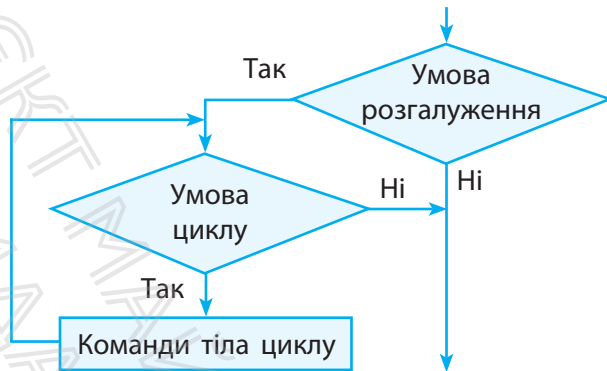 Так
Умова
розгалуження
Умова
циклу
Ні
Ні
Так
Команди тіла циклу